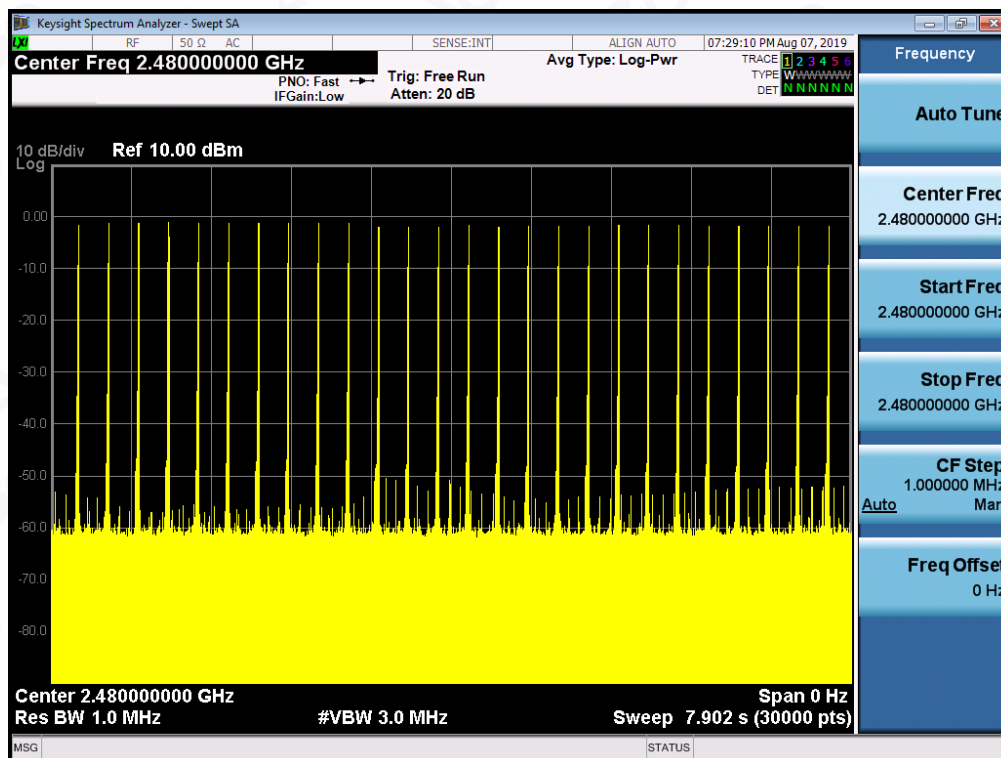 Keysight Spectrum Analyzer - Swept SA
LXI RF 50 Ω AC SENSE:INT ALIGN AUTO 07:29:10 PM Aug 07, 2019
Center Freq 2.480000000 GHz Avg Type: Log-Pwr TRACE 1 2 3 4 5 6
PNO: Fast Trig: Free Run TYPE WWWWWW
IFGain:Low Atten: 20 dB DET N N N N N N
10 dB/div Ref 10.00 dBm
Log
0.00
-10.0
-20.0
-30.0
-40.0
-50.0
-60.0
-70.0
-80.0
Center 2.480000000 GHz Span 0 Hz
Res BW 1.0 MHz #VBW 3.0 MHz Sweep 7.902 s (30000 pts)
MSG STATUS
Frequency
Auto Tune
Center Freq
2.480000000 GHz
Start Freq
2.480000000 GHz
Stop Freq
2.480000000 GHz
CF Step
1.000000 MHz
Auto Man
Freq Offset
0 Hz